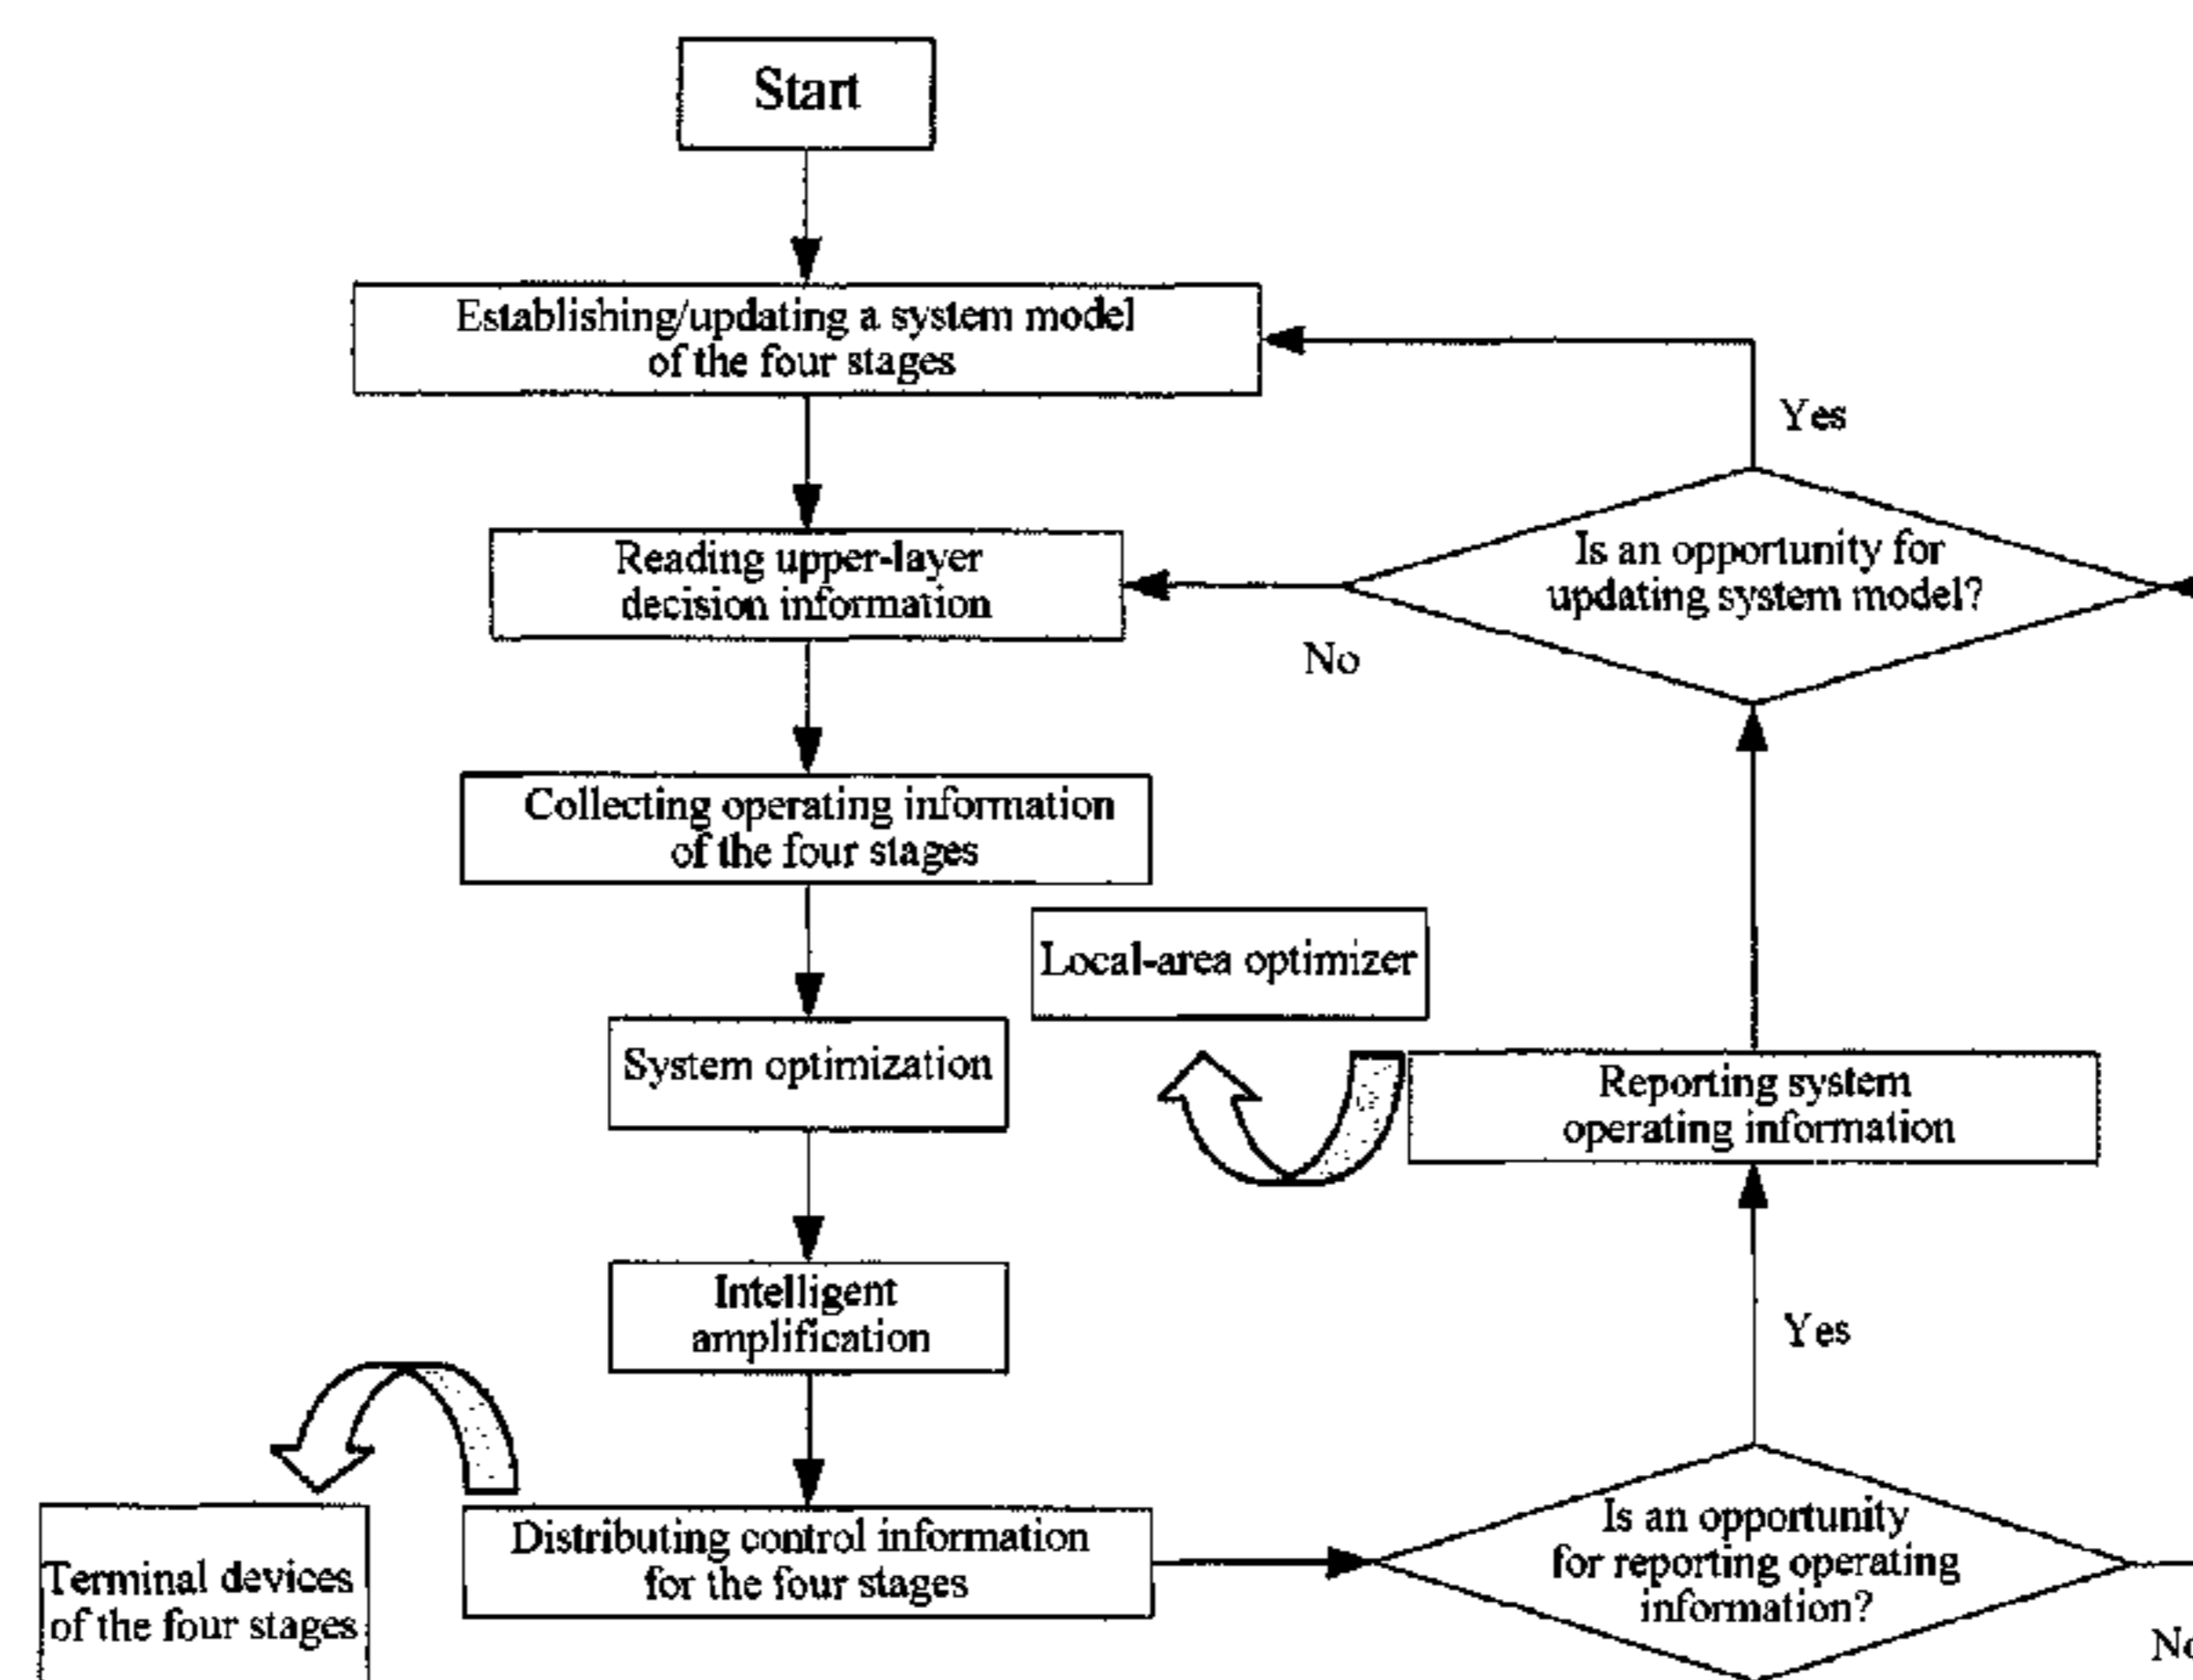 Start
Establishing/updating a system model
of the four stages
Yes
Reading upper-layer
decision information
Is an opportunity for
updating system model?
No
Collecting operating information
of the four stages
Local-area optimizer
System optimization
Reporting system
operating information
Intelligent
amplification
Yes
Distributing control information
for the four stages
Is an opportunity
for reporting operating
information?
Terminal devices
of the four stages
No